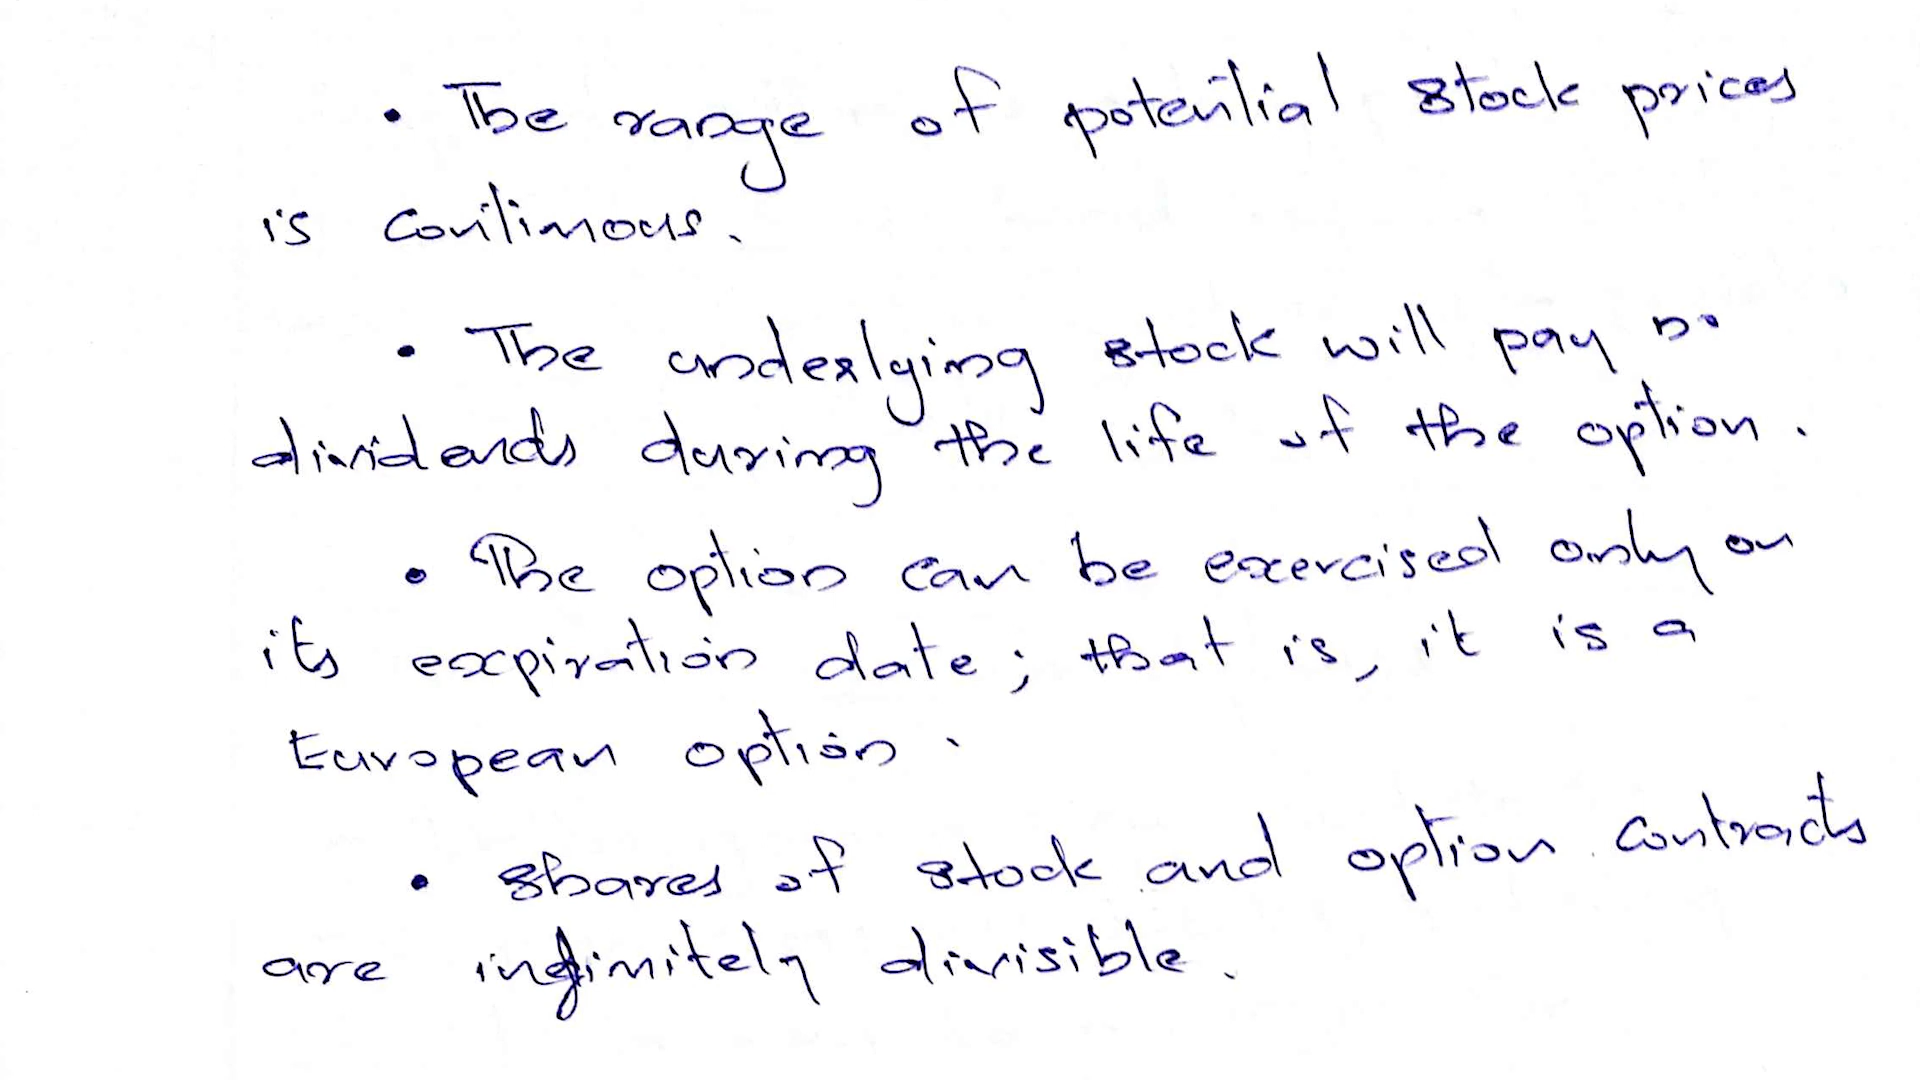 • The range of potential stock prices
is continuous.
• The underlying stock will pay no
dividends during the life of the option.
• The option can be exercised only on
its expiration date; that is, it is a
European option.
• Shares of stock and option contracts
are infinitely divisible.